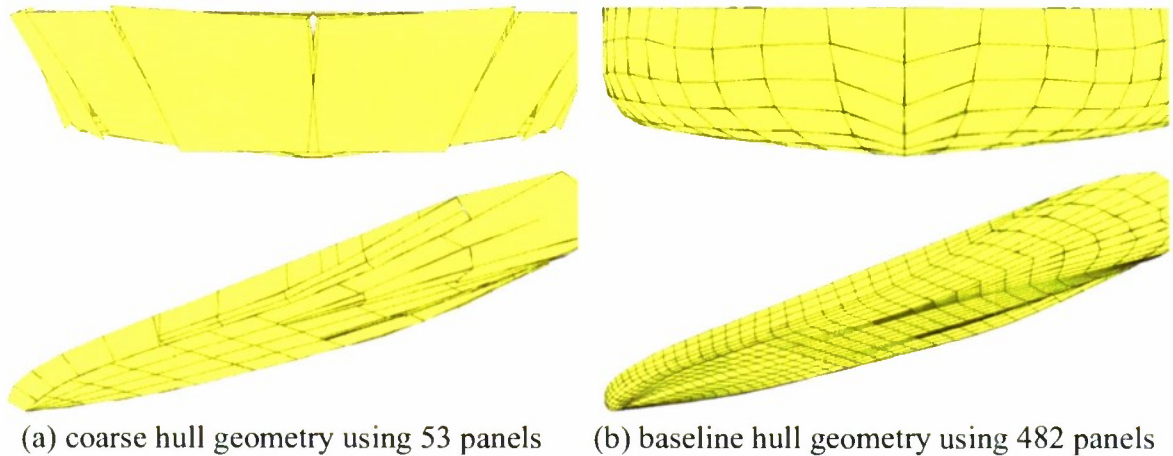 (a) coarse hull geometry using 53 panels
(b) baseline hull geometry using 482 panels